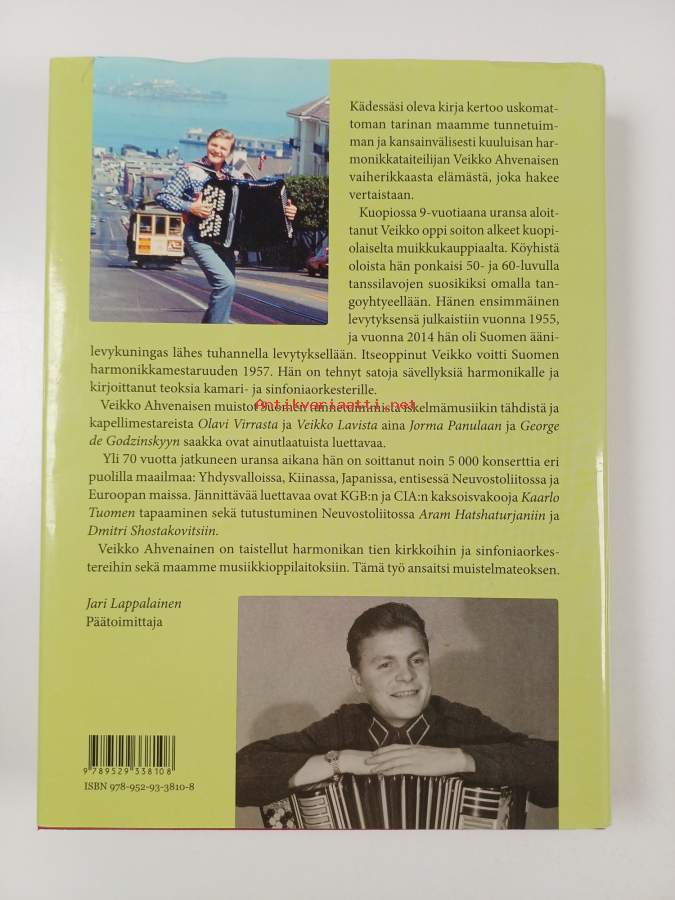 Kädessäsi oleva kirja kertoo uskomat-
toman tarinan maamme tunnetuim-
man ja kansainvälisesti kuuluisan har-
monikkataiteilijan Veikko Ahvenaisen
vaiherikkaasta elämästä, joka hakee
vertaistaan.
Kuopiossa 9-vuotiaana uransa aloit-
tanut Veikko oppi soiton alkeet kuopi-
olaiselta muikkukauppiaalta. Köyhistä
oloista hän ponkaisi 50- ja 60-luvulla
tanssilavojen suosikiksi omalla tan-
goyhtyeellään. Hänen ensimmäinen
levytyksensä julkaistiin vuonna 1955,
ja vuonna 2014 hän oli Suomen ääni-
levykuningas lähes tuhannella levytyksellään. Itseoppinut Veikko voitti Suomen
harmonikkamestaruuden 1957. Hän on tehnyt satoja sävellyksiä harmonikalle ja
kirjoittanut teoksia kamari- ja sinfoniaorkesterille.
Antikvariaatti.net
Veikko Ahvenaisen muistot Suomen tunnetuimmista iskelmämusiikin tähdistä ja
kapellimestareista Olavi Virrasta ja Veikko Lavista aina Jorma Panulaan ja George
de Godzinskyyn saakka ovat ainutlaatuista luettavaa.
Yli 70 vuotta jatkuneen uransa aikana hän on soittanut noin 5 000 konserttia eri
puolilla maailmaa: Yhdysvalloissa, Kiinassa, Japanissa, entisessä Neuvostoliitossa ja
Euroopan maissa. Jännittävää luettavaa ovat KGB:n ja CIA:n kaksoisvakooja Kaarlo
Tuomen tapaaminen sekä tutustuminen Neuvostoliitossa Aram Hatshaturjaniin ja
Dmitri Shostakovitsiin.
Veikko Ahvenainen on taistellut harmonikan tien kirkkoihin ja sinfoniaorkes-
tereihin sekä maamme musiikkioppilaitoksiin. Tämä työ ansaitsi muistelmateoksen.
Jari Lappalainen
Päätoimittaja
9 789529 338108
ISBN 978-952-93-3810-8